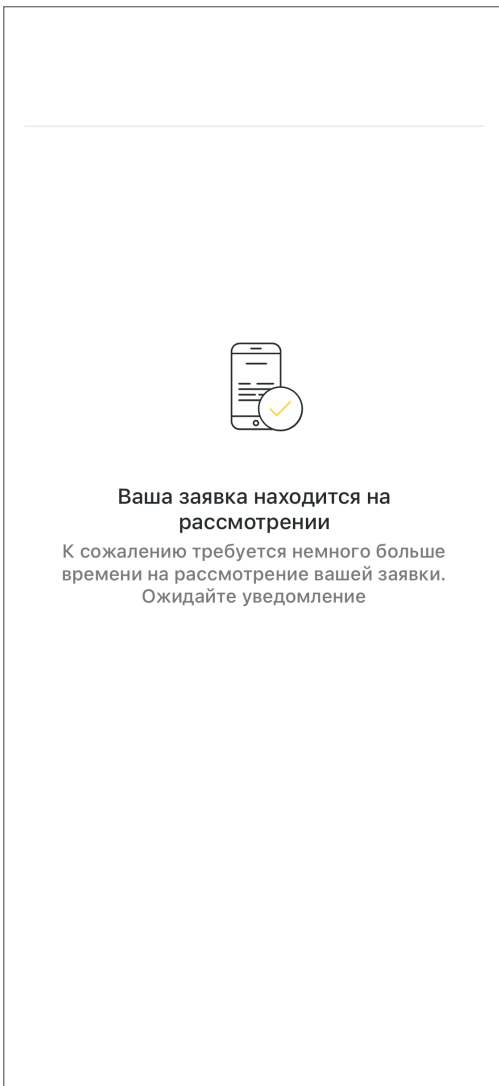 Ваша заявка находится на
рассмотрении
К сожалению требуется немного больше
времени на рассмотрение вашей заявки.
Ожидайте уведомление